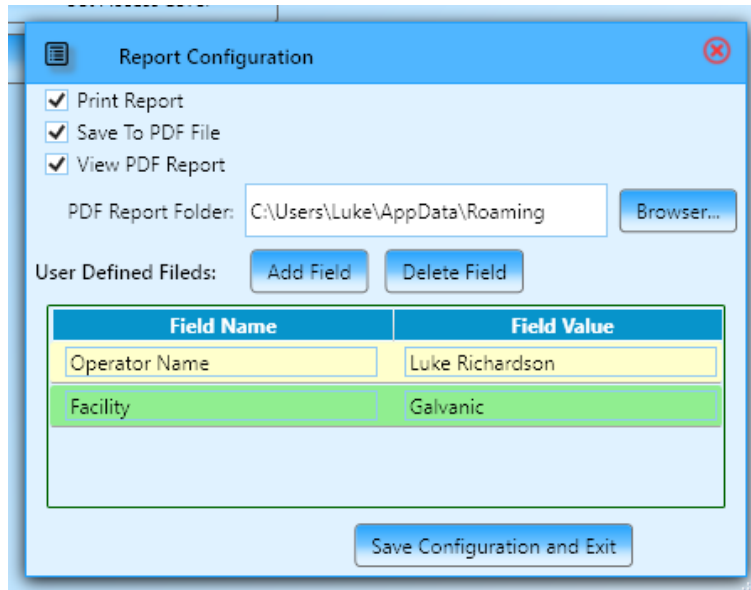 Report Configuration
Print Report
Save To PDF File
View PDF Report
PDF Report Folder: C:\Users\Luke\AppData\Roaming Browser...
User Defined Fileds: Add Field Delete Field
Field Name Field Value
Operator Name Luke Richardson
Facility Galvanic
Save Configuration and Exit